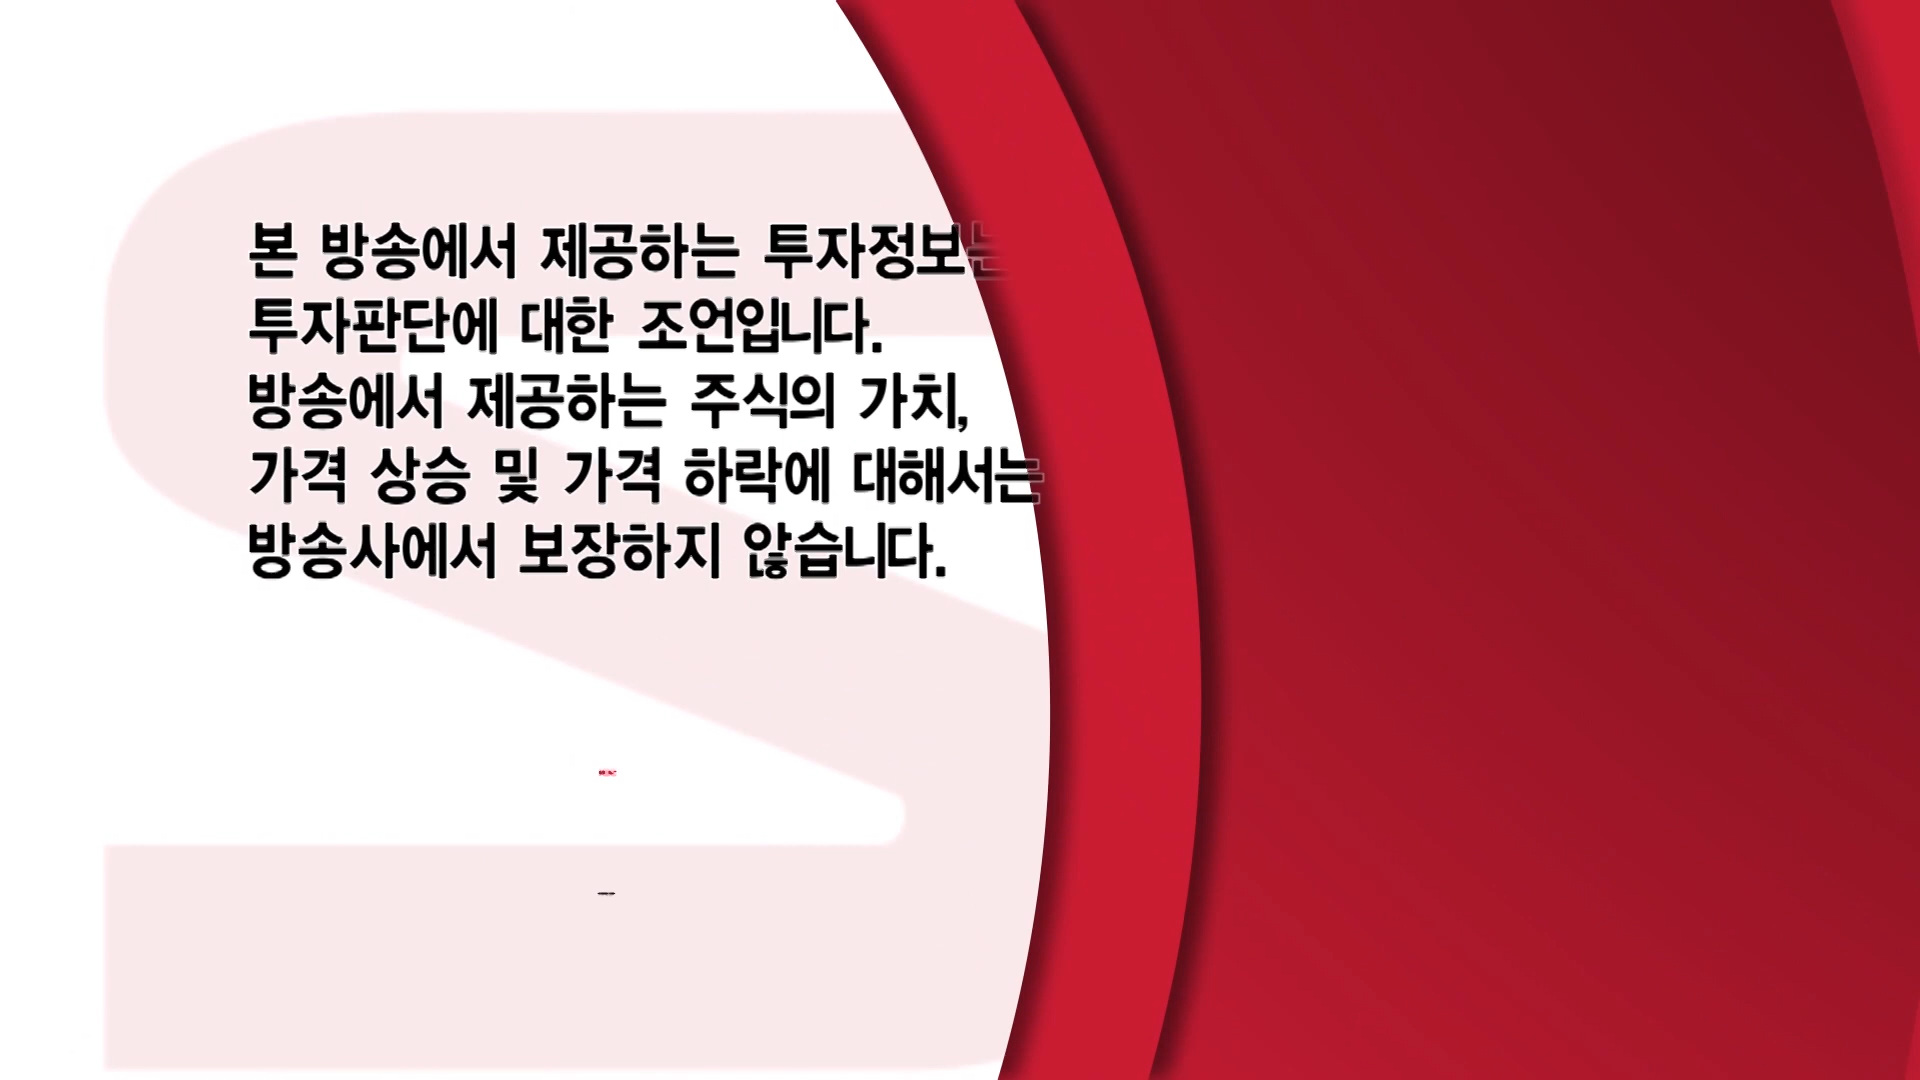 본 방송에서 제공하는 투자정보는
투자판단에 대한 조언입니다.
방송에서 제공하는 주식의 가치,
가격 상승 및 가격 하락에 대해서는
방송사에서 보장하지 않습니다.